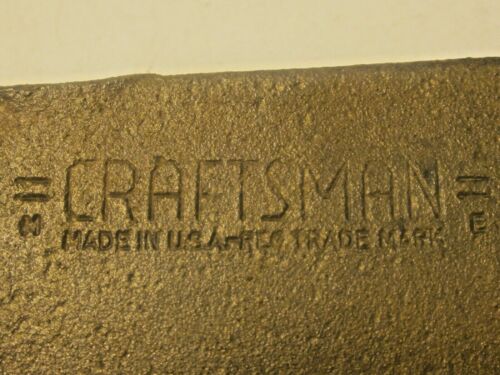 =CRAFTSMAN=
M MADE IN U.S.A-REG TRADE MARK E